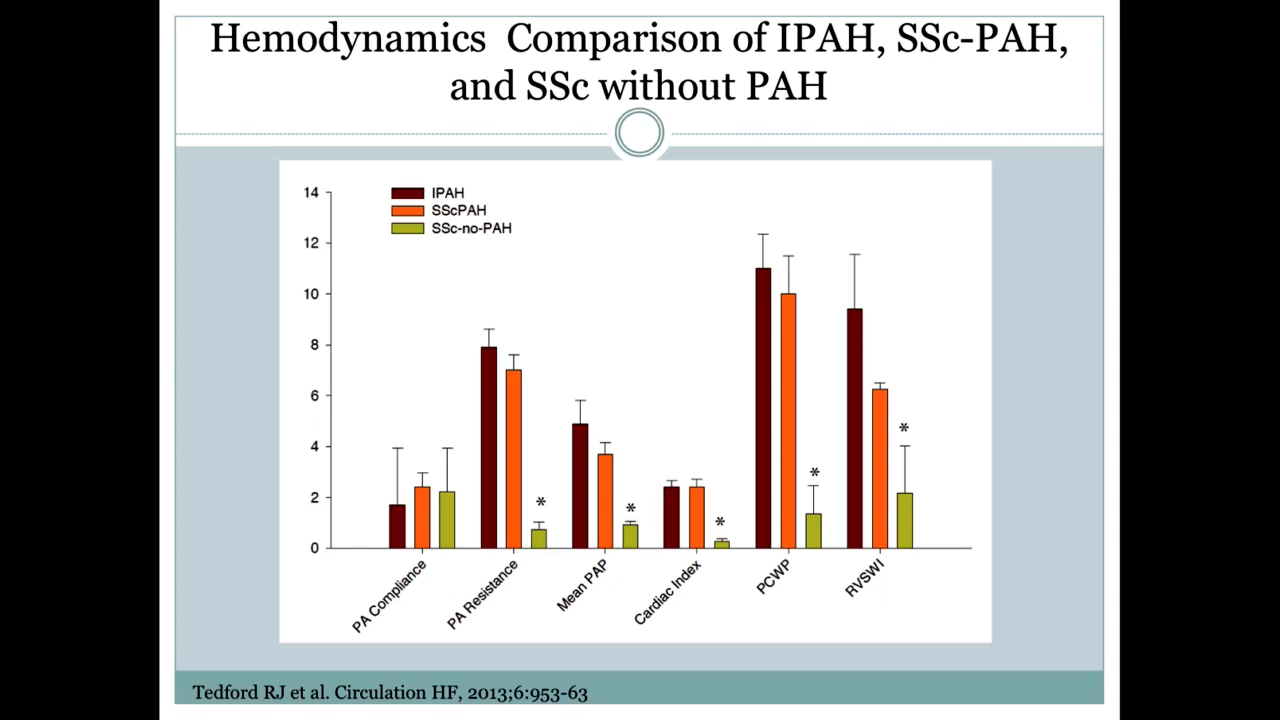 Hemodynamics  Comparison of IPAH, SSc-PAH,
and SSc without PAH
14
12
10
8
6
4
2
0
IPAH
SScPAH
SSc-no-PAH
*
*
*
*
*
PA Compliance
PA Resistance
Mean PAP
Cardiac Index
PCWP
RVSWI
Tedford RJ et al. Circulation HF, 2013;6:953-63